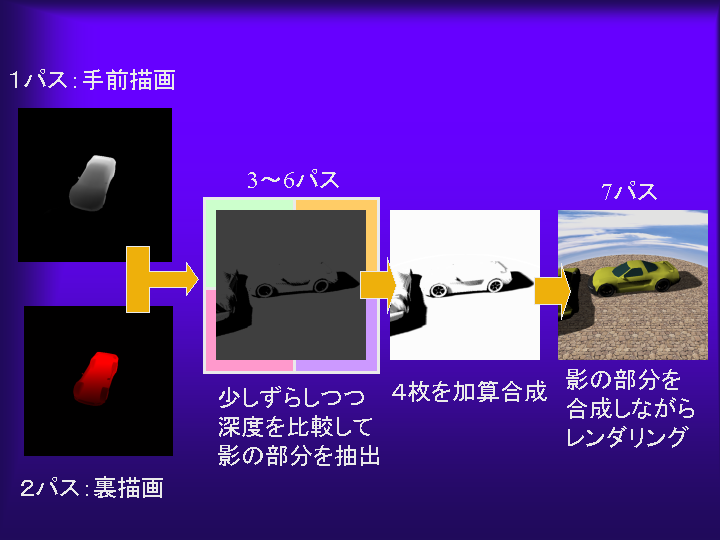 １パス：手前描画
２パス：裏描画
3～6パス
少しずらしつつ
深度を比較して
影の部分を抽出
４枚を加算合成
7パス
影の部分を
合成しながら
レンダリング